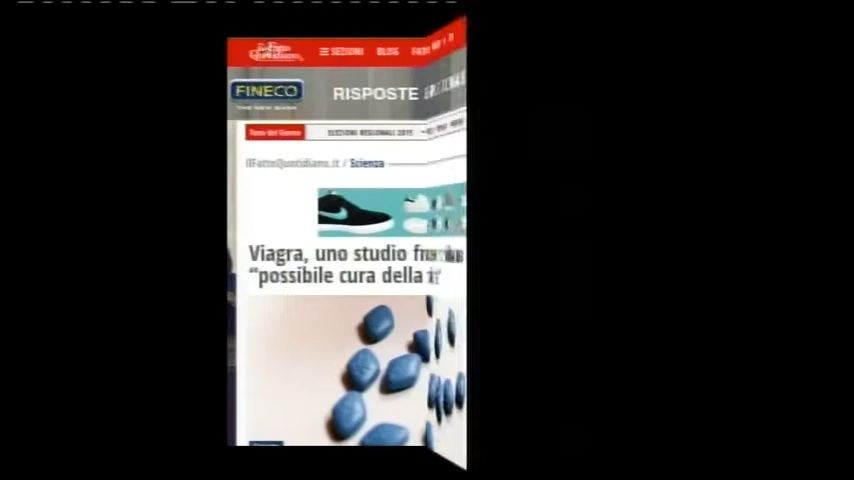 il Fatto
Quotidiano
SEZIONI BLOG
FINECO
THE NEW BANK
RISPOSTE
Temi del Giorno
ELEZIONI REGIONALI 2015
ilFattoQuotidiano.it / Scienza
Viagra, uno studio
“possibile cura della